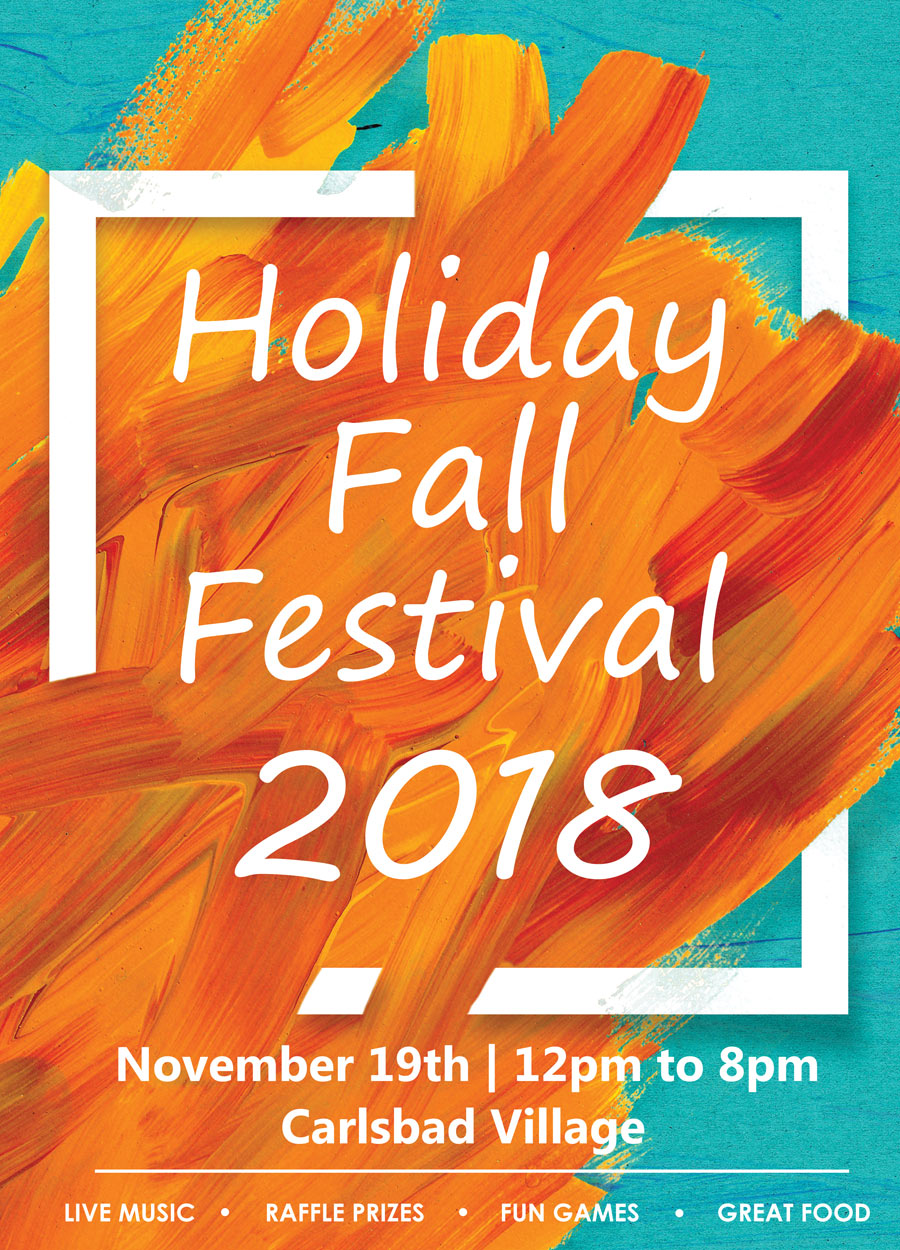 Holiday
Fall
Festival
2018
November 19th | 12pm to 8pm
Carlsbad Village
LIVE MUSIC • RAFFLE PRIZES • FUN GAMES • GREAT FOOD